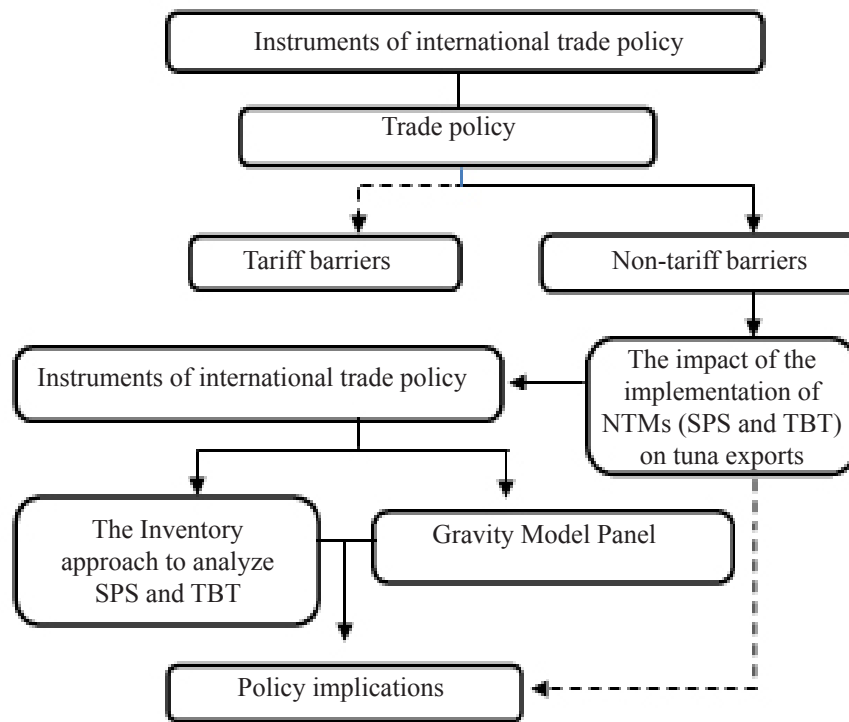 Instruments of international trade policy
Trade policy
Tariff barriers
Non-tariff barriers
Instruments of international trade policy
The impact of the
implementation of
NTMs (SPS and TBT)
on tuna exports
The Inventory
approach to analyze
SPS and TBT
Gravity Model Panel
Policy implications